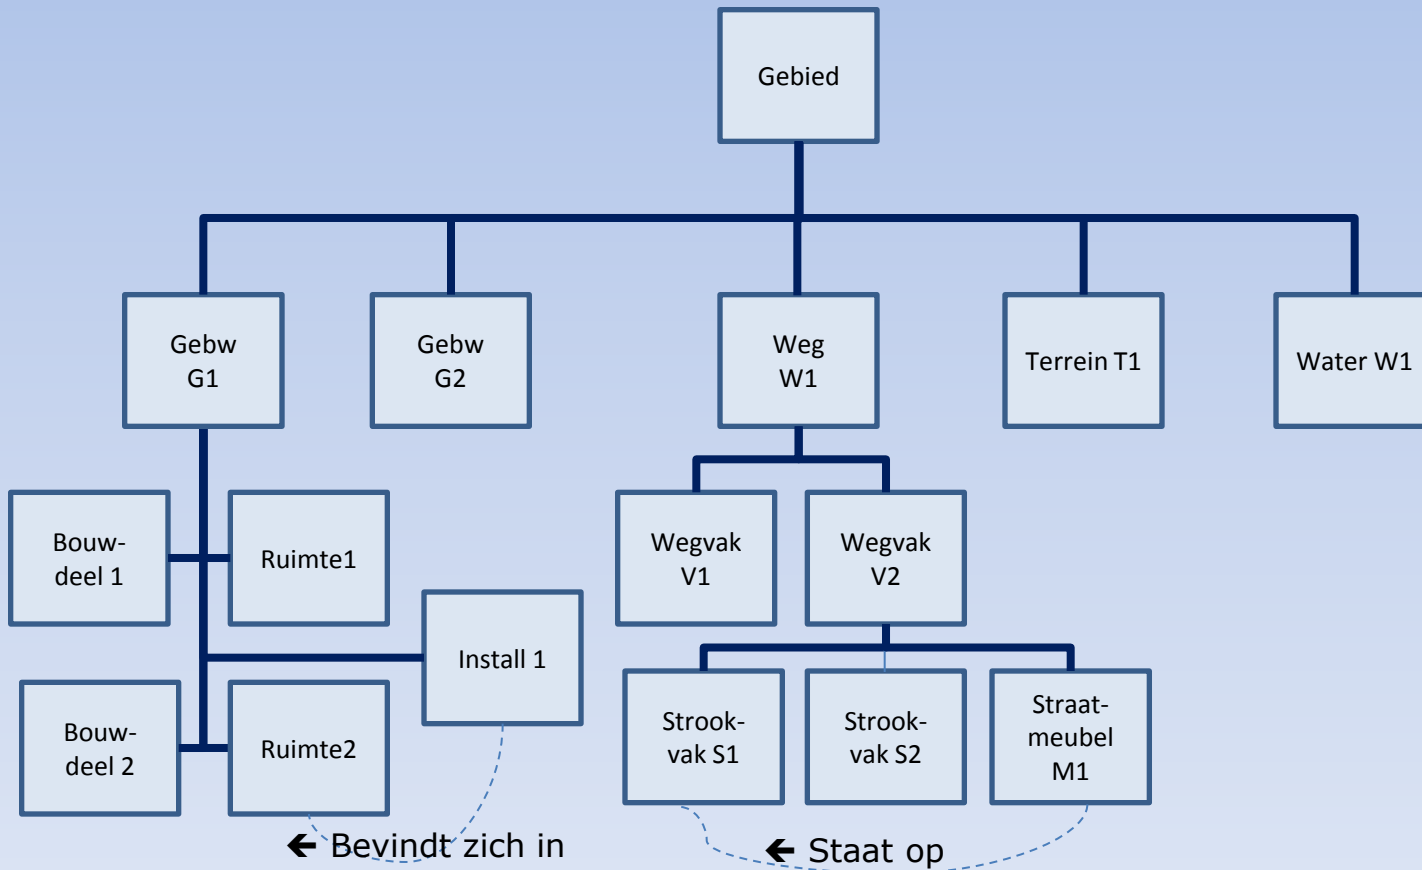 Gebied
Gebw
G1
Gebw
G2
Weg
W1
Terrein T1
Water W1
Bouw-
deel 1
Ruimte1
Install 1
Bouw-
deel 2
Ruimte2
Wegvak
V1
Wegvak
V2
Strook-
vak S1
Strook-
vak S2
Straat-
meubel
M1
← Bevindt zich in
← Staat op